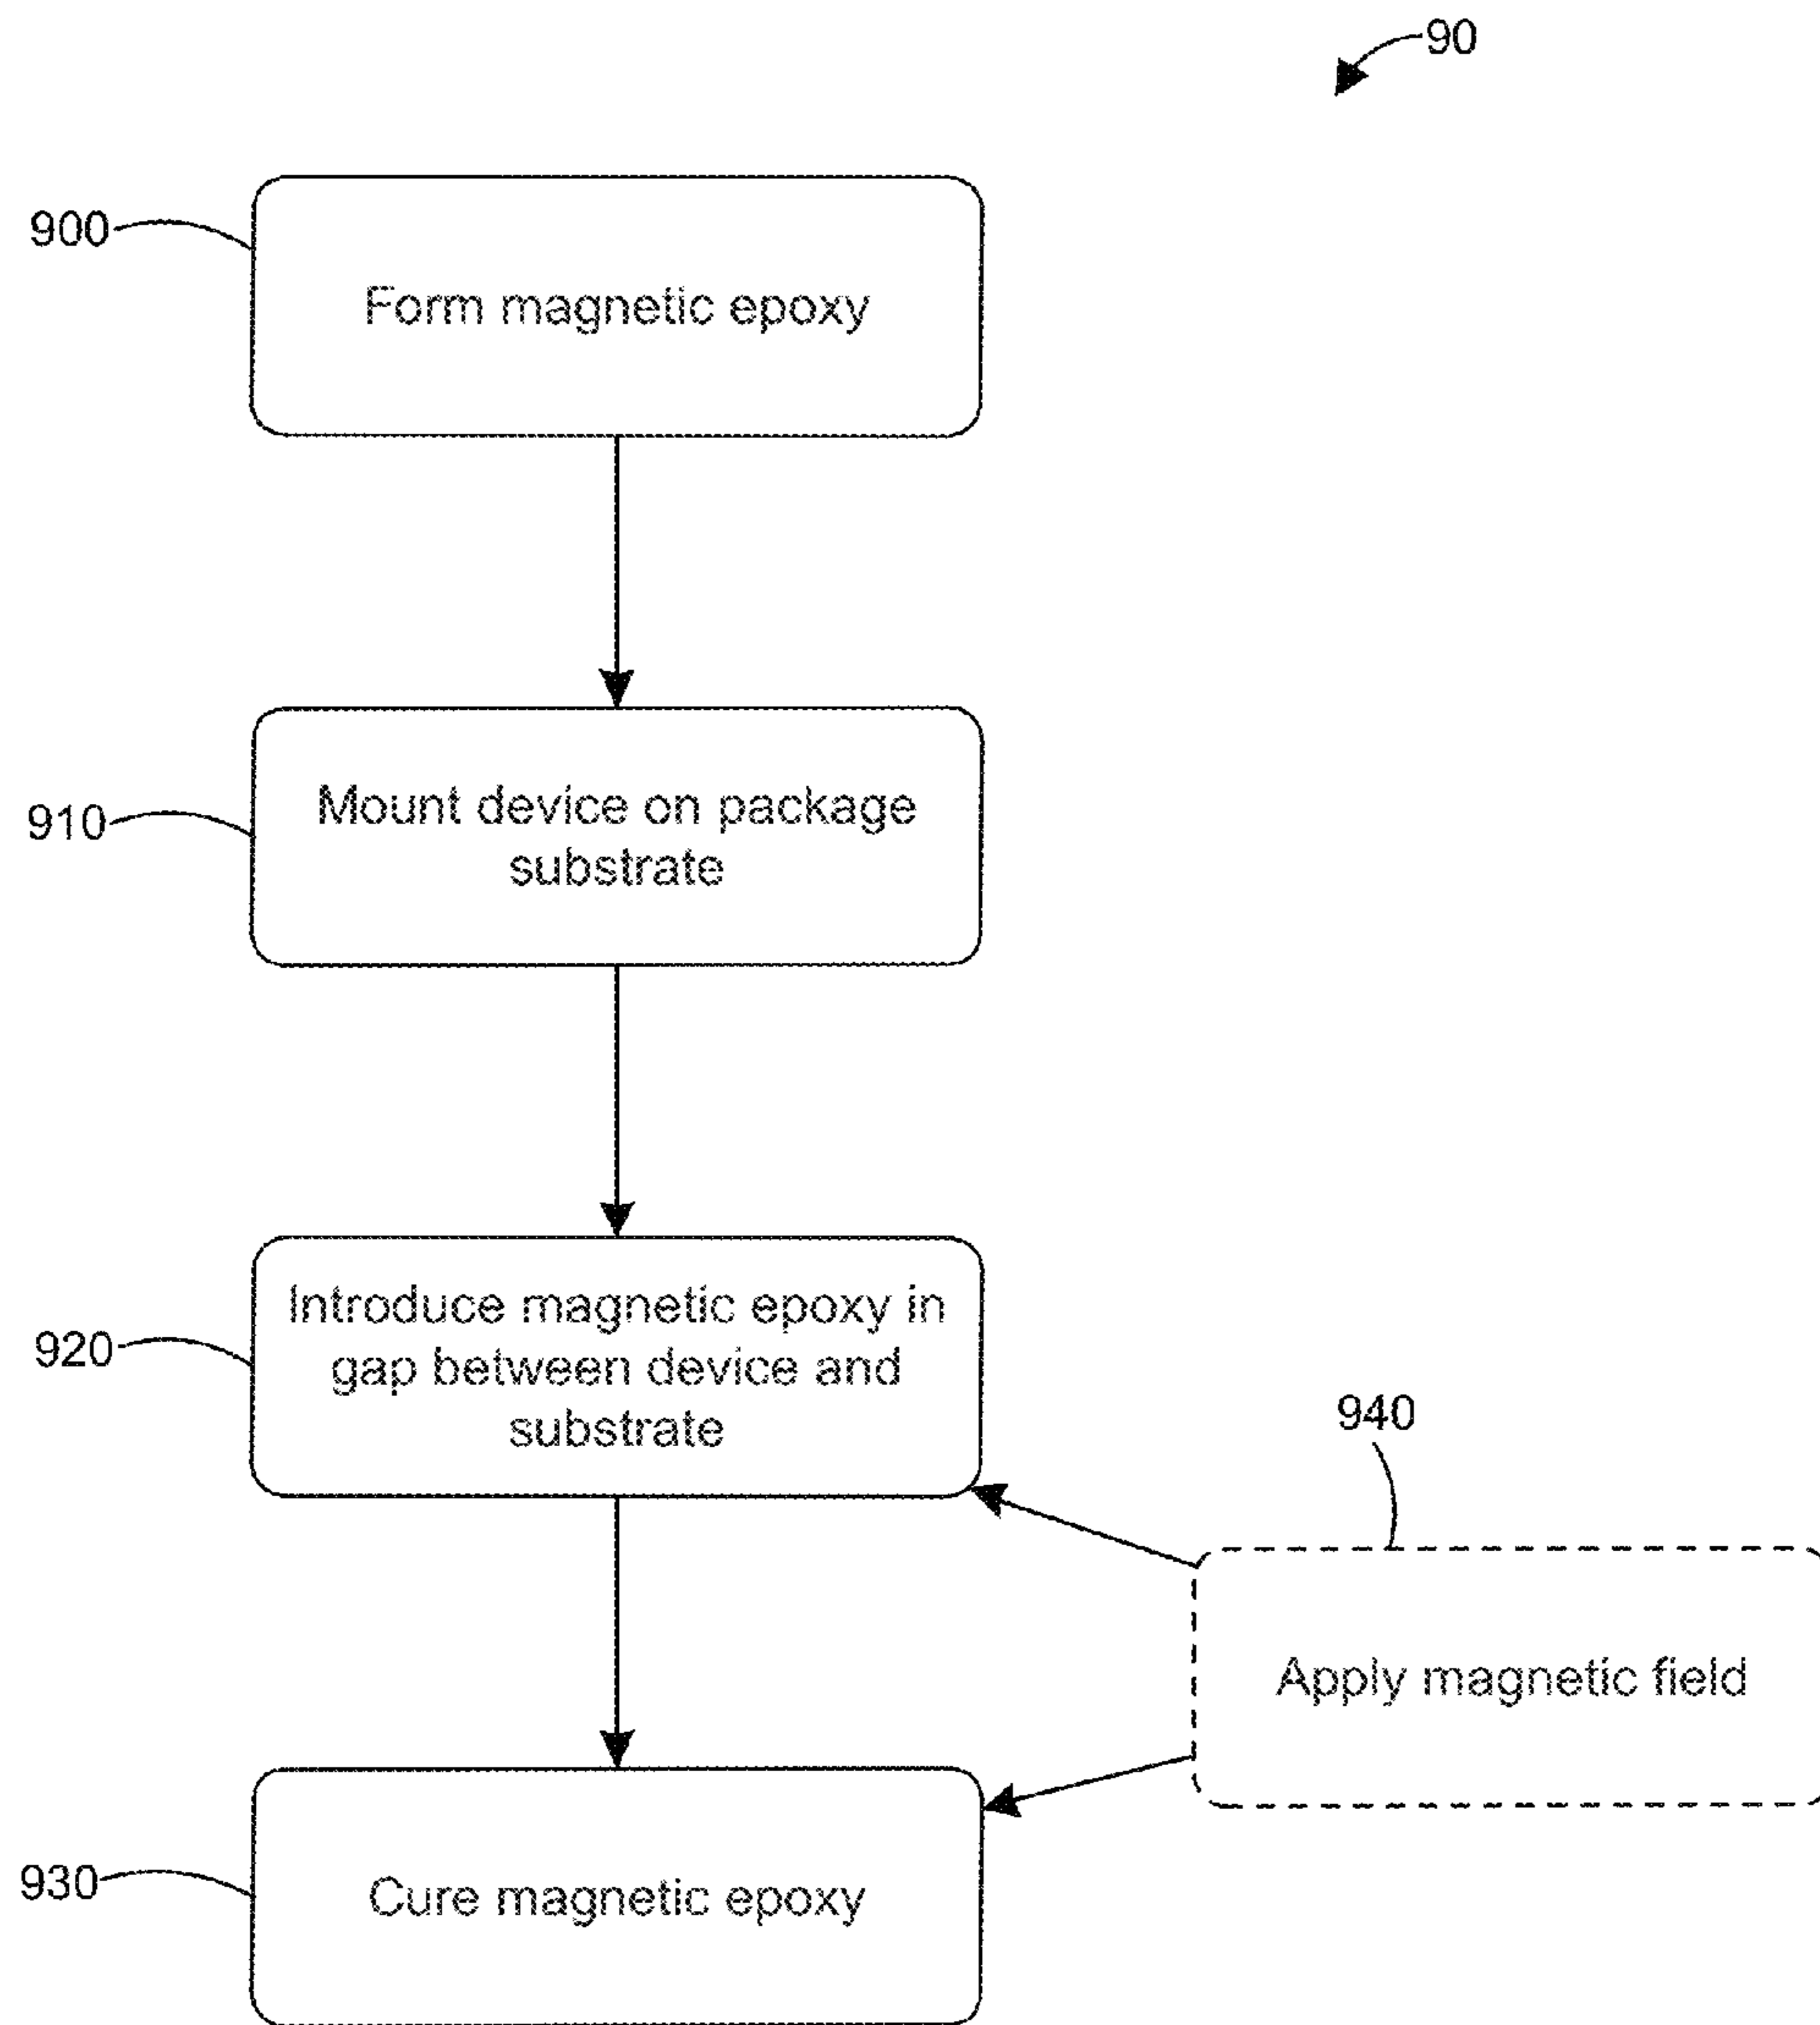 90
900
Form magnetic epoxy
910
Mount device on package
substrate
920
Introduce magnetic epoxy in
gap between device and
substrate
940
Apply magnetic field
930
Cure magnetic epoxy